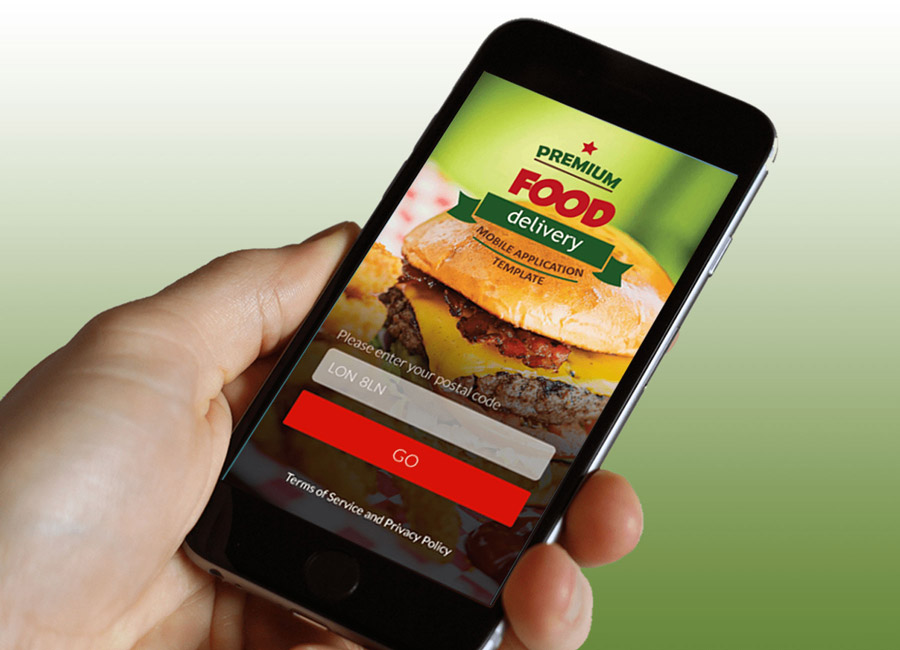 PREMIUM
FOOD
delivery
MOBILE APPLICATION
TEMPLATE
Please enter your postal code
LON 8LN
GO
Terms of Service and Privacy Policy